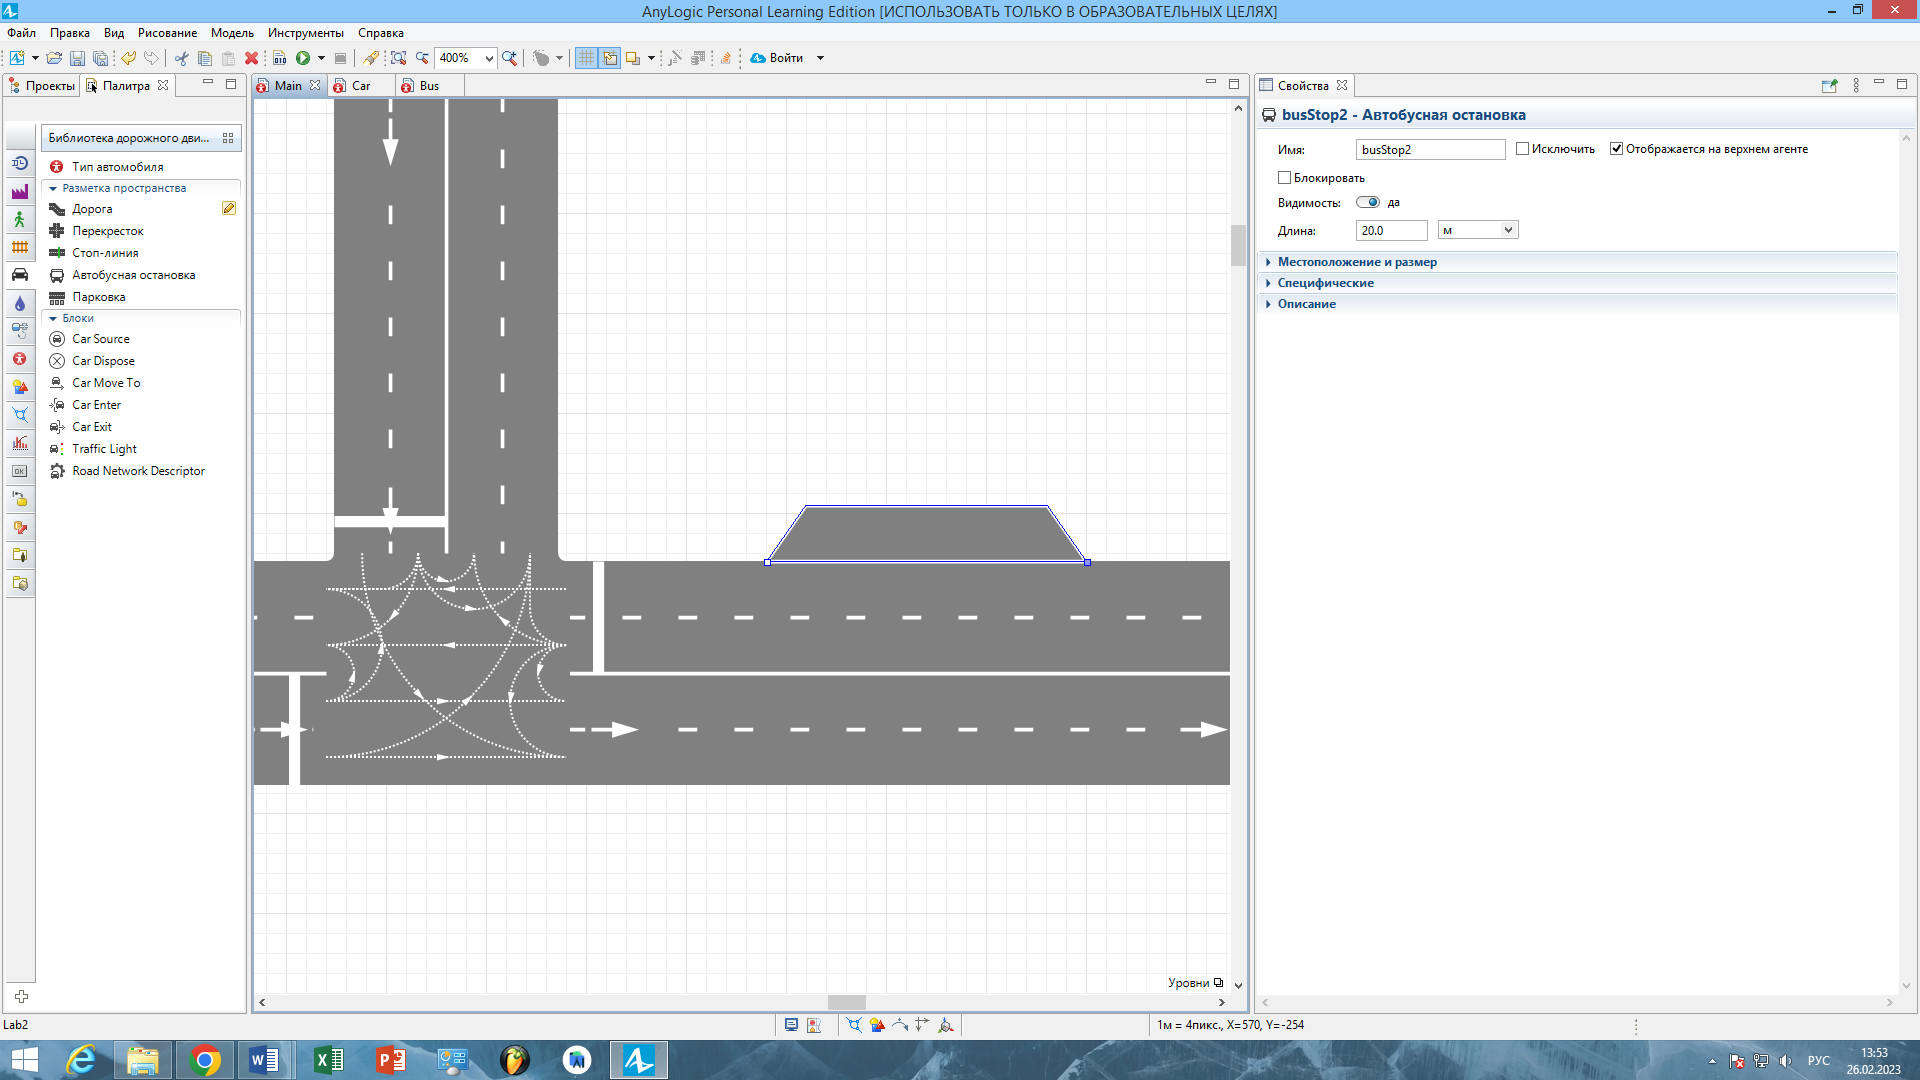 AnyLogic Personal Learning Edition [ИСПОЛЬЗОВАТЬ ТОЛЬКО В ОБРАЗОВАТЕЛЬНЫХ ЦЕЛЯХ]
Файл Правка Вид Рисование Модель Инструменты Справка
400% Войти
Проекты Палитра
Main Car Bus
Свойства
Библиотека дорожного дви...
Тип автомобиля
Разметка пространства
Дорога
Перекресток
Стоп-линия
Автобусная остановка
Парковка
Блоки
Car Source
Car Dispose
Car Move To
Car Enter
Car Exit
Traffic Light
Road Network Descriptor
busStop2 - Автобусная остановка
Имя: busStop2 Исключить Отображается на верхнем агенте
Блокировать
Видимость: да
Длина: 20.0 м
Местоположение и размер
Специфические
Описание
Уровни
Lab2
1м = 4пикс., X=570, Y=-254
РУС
13:53
26.02.2023